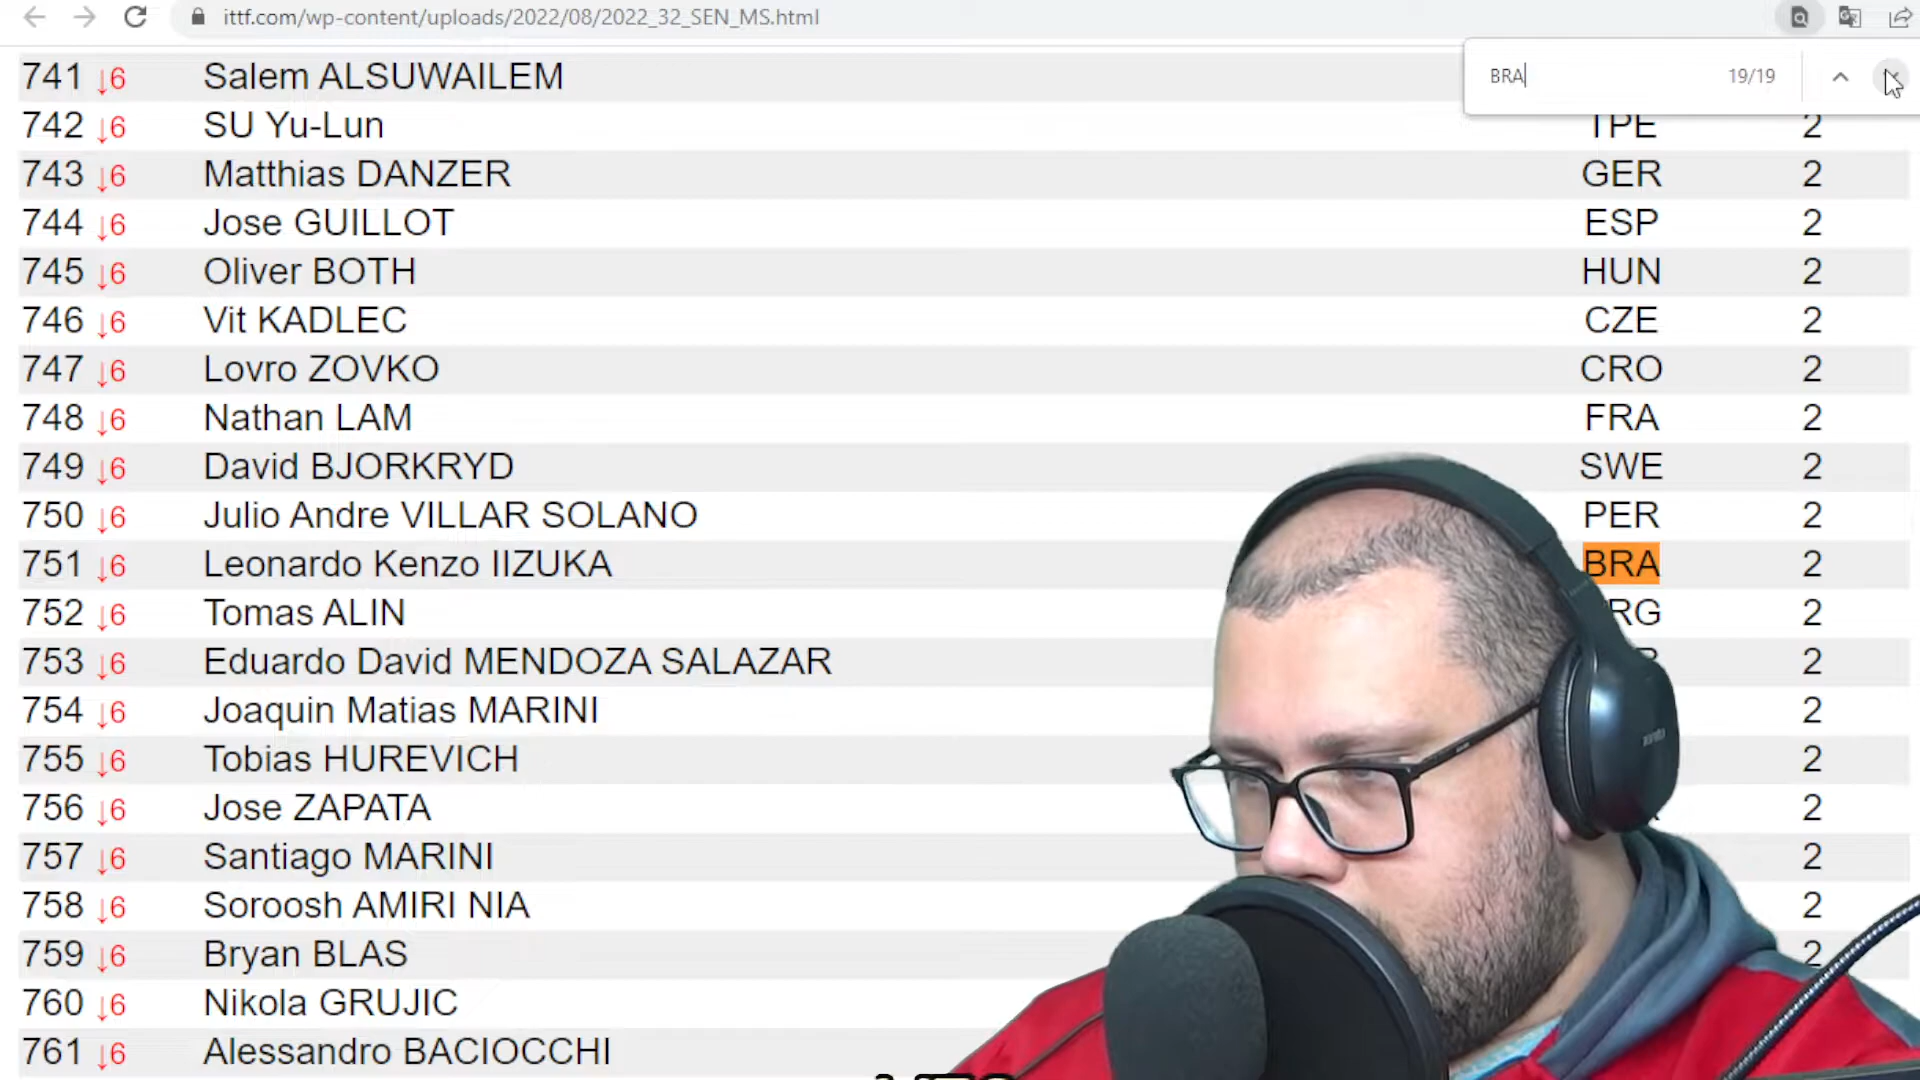 ittf.com/wp-content/uploads/2022/08/2022_32_SEN_MS.html
BRA 19/19
741 ↓6 Salem ALSUWAILEM
742 ↓6 SU Yu-Lun TPE 2
743 ↓6 Matthias DANZER GER 2
744 ↓6 Jose GUILLOT ESP 2
745 ↓6 Oliver BOTH HUN 2
746 ↓6 Vit KADLEC CZE 2
747 ↓6 Lovro ZOVKO CRO 2
748 ↓6 Nathan LAM FRA 2
749 ↓6 David BJORKRYD SWE 2
750 ↓6 Julio Andre VILLAR SOLANO PER 2
751 ↓6 Leonardo Kenzo IIZUKA BRA 2
752 ↓6 Tomas ALIN RG 2
753 ↓6 Eduardo David MENDOZA SALAZAR 2
754 ↓6 Joaquin Matias MARINI 2
755 ↓6 Tobias HUREVICH 2
756 ↓6 Jose ZAPATA 2
757 ↓6 Santiago MARINI 2
758 ↓6 Soroosh AMIRI NIA 2
759 ↓6 Bryan BLAS 2
760 ↓6 Nikola GRUJIC
761 ↓6 Alessandro BACIOCCHI